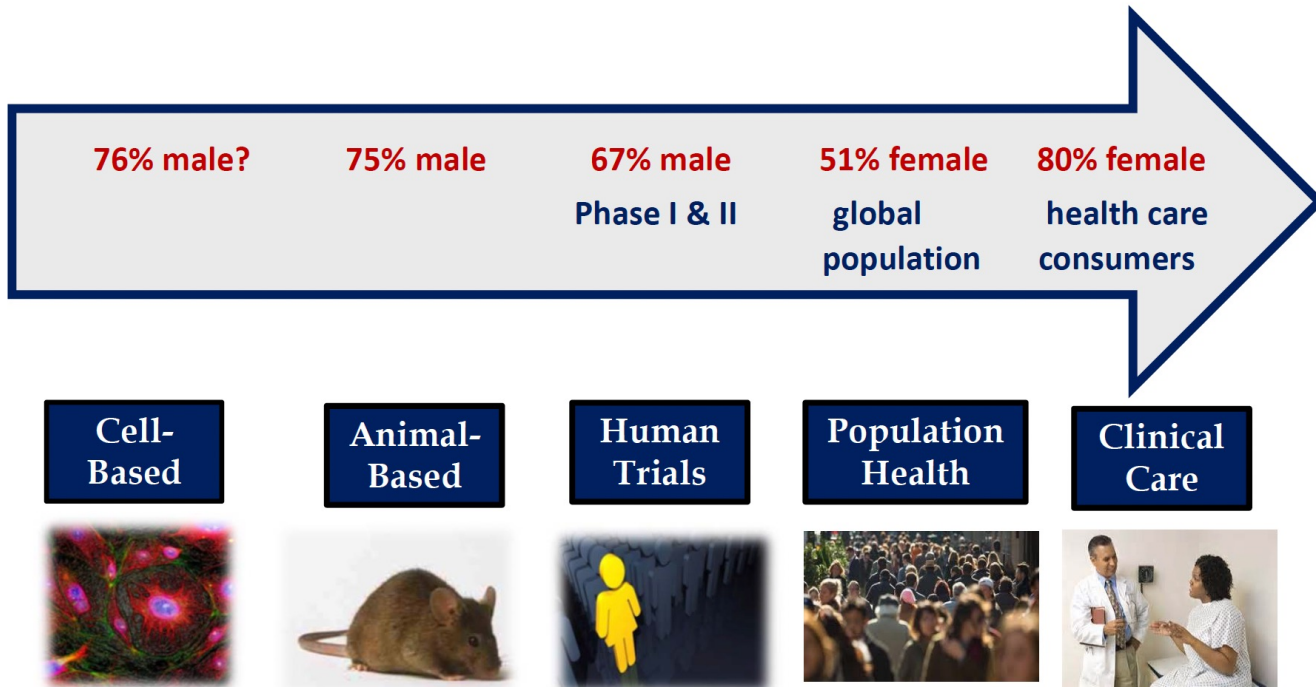 76% male?
75% male
67% male
Phase I & II
51% female
global
population
80% female
health care
consumers
Cell-
Based
Animal-
Based
Human
Trials
Population
Health
Clinical
Care